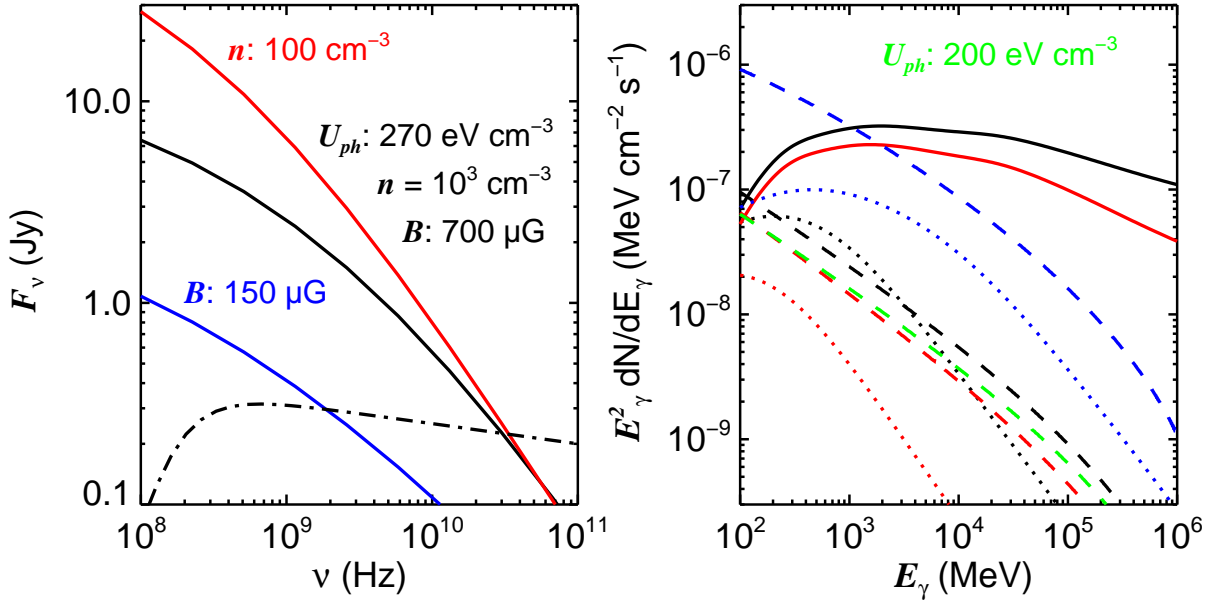 n: 100 cm⁻³
U_ph: 270 eV cm⁻³
n = 10³ cm⁻³
B: 700 µG
B: 150 µG
10.0
1.0
0.1
F_ν (Jy)
10⁸ 10⁹ 10¹⁰ 10¹¹
ν (Hz)
U_ph: 200 eV cm⁻³
10⁻⁶
10⁻⁷
10⁻⁸
10⁻⁹
E²_γ dN/dE_γ (MeV cm⁻² s⁻¹)
10² 10³ 10⁴ 10⁵ 10⁶
E_γ (MeV)